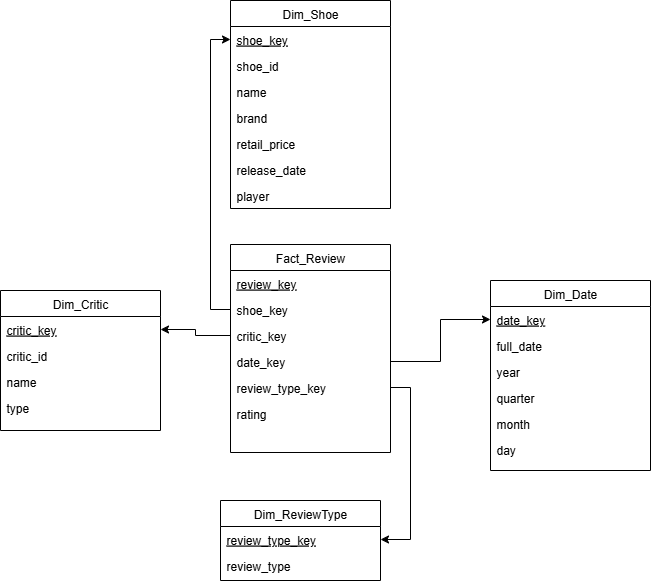 Dim_Shoe
shoe_key
shoe_id
name
brand
retail_price
release_date
player
Fact_Review
review_key
shoe_key
critic_key
date_key
review_type_key
rating
Dim_Critic
critic_key
critic_id
name
type
Dim_Date
date_key
full_date
year
quarter
month
day
Dim_ReviewType
review_type_key
review_type